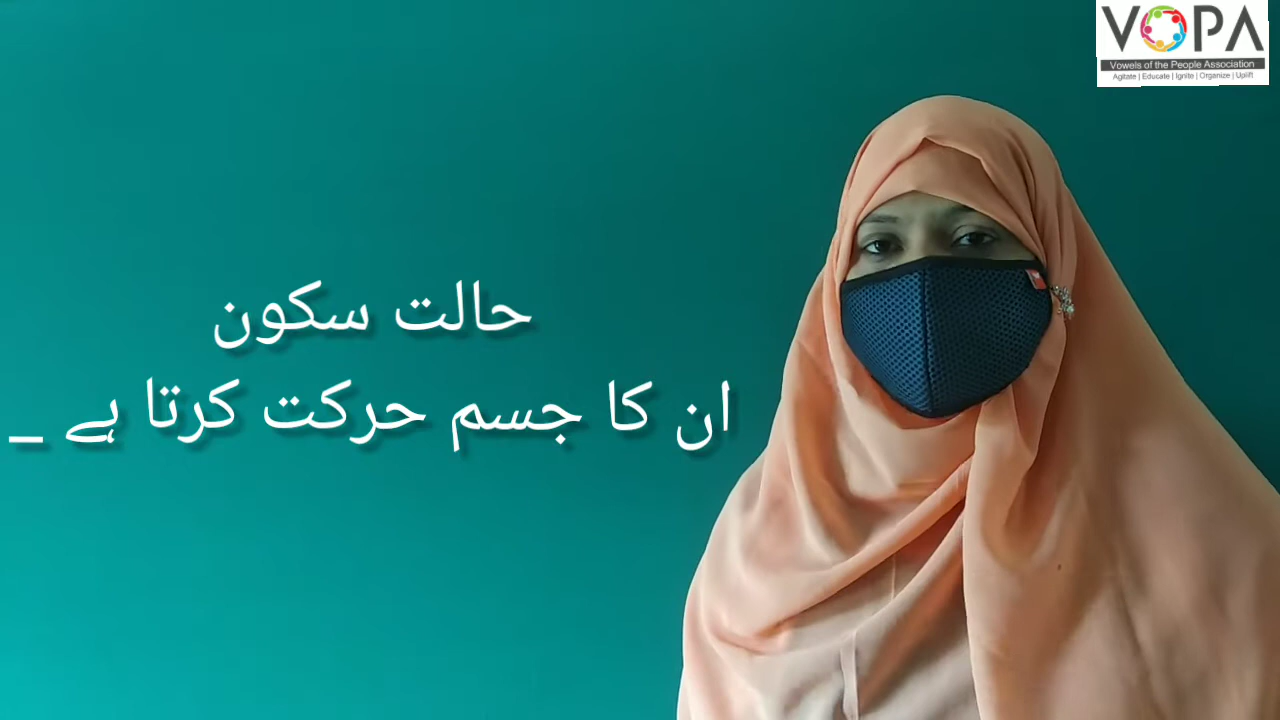 VOPA
Vowels of the People Association
Agitate | Educate | Ignite | Organize | Uplift
حالت سکون
ان کا جسم حرکت کرتا ہے _